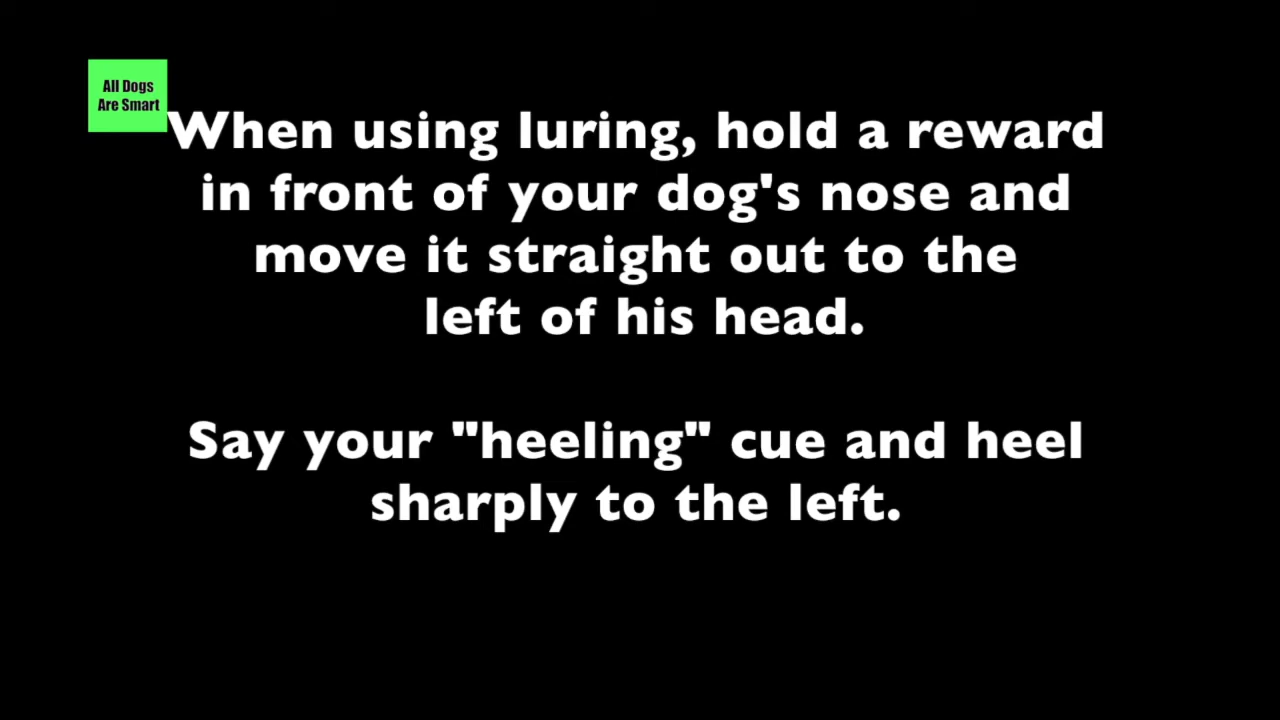 All Dogs
Are Smart
When using luring, hold a reward
in front of your dog's nose and
move it straight out to the
left of his head.
Say your "heeling" cue and heel
sharply to the left.